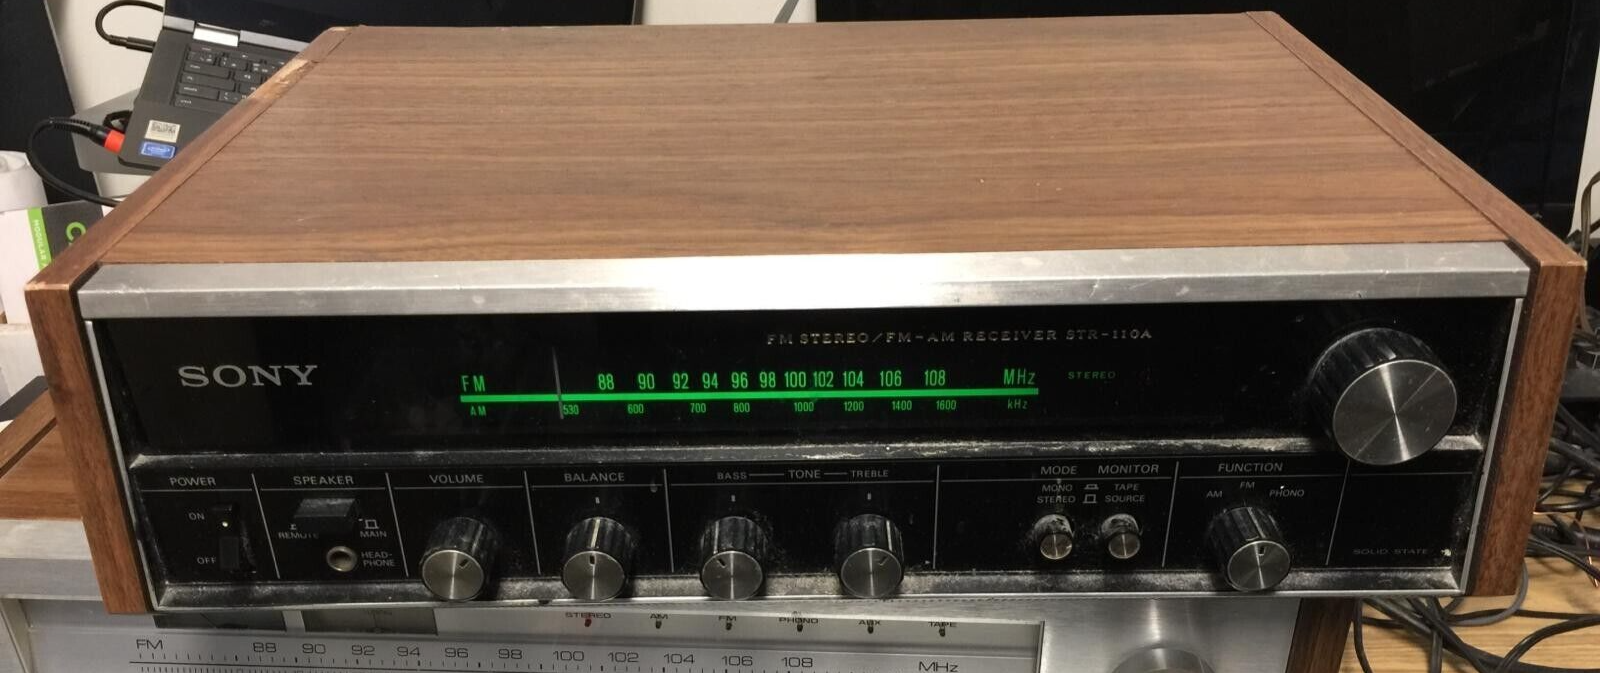 FM STEREO/FM-AM RECEIVER STR-110A
SONY
FM 88 90 92 94 96 98 100 102 104 106 108 MHz STEREO
AM 530 600 700 800 1000 1200 1400 1600 kHz
POWER SPEAKER VOLUME BALANCE BASS TONE TREBLE MODE MONITOR FUNCTION
MONO TAPE
STEREO SOURCE
AM FM PHONO
ON
OFF
REMOTE MAIN
HEAD-
PHONE
SOLID STATE
STEREO AM FM PHONO AUX TAPE
FM 88 90 92 94 96 98 100 102 104 106 108 MHz